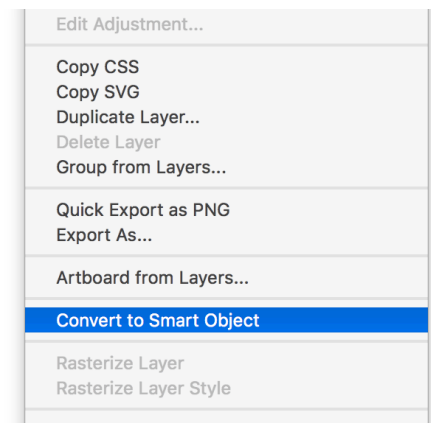 Edit Adjustment...
Copy CSS
Copy SVG
Duplicate Layer...
Delete Layer
Group from Layers...
Quick Export as PNG
Export As...
Artboard from Layers...
Convert to Smart Object
Rasterize Layer
Rasterize Layer Style